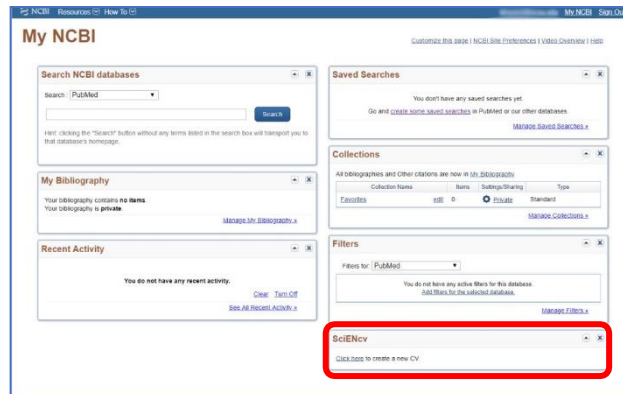 NCBI Resources How To My NCBI Sign Ou
My NCBI
Customize this page | NCBI Site Preferences | Video Overview | Help
Search NCBI databases
Search : PubMed
Search
Hint: clicking the "Search" button without any terms listed in the search box will transport you to
that database's homepage.
My Bibliography
Your bibliography contains no items.
Your bibliography is private.
Manage My Bibliography »
Recent Activity
You do not have any recent activity.
Clear Turn Off
See All Recent Activity »
Saved Searches
You don't have any saved searches yet.
Go and create some saved searches in PubMed or our other databases.
Manage Saved Searches »
Collections
All bibliographies and Other citations are now in My Bibliography
Collection Name Items Settings/Sharing Type
Favorites edit 0 Private Standard
Manage Collections »
Filters
Filters for: PubMed
You do not have any active filters for this database.
Add filters for the selected database.
Manage Filters »
SciENcv
Click here to create a new CV